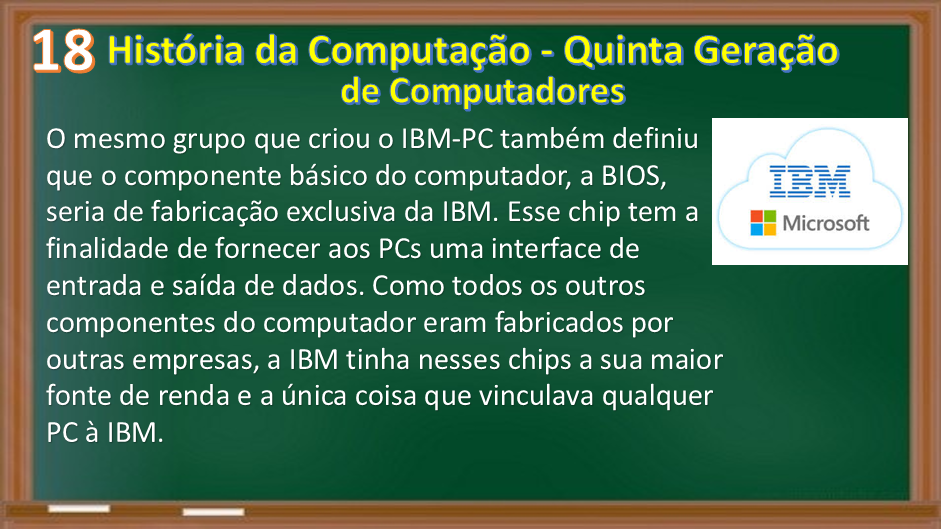 18 História da Computação - Quinta Geração
de Computadores
O mesmo grupo que criou o IBM-PC também definiu
que o componente básico do computador, a BIOS,
seria de fabricação exclusiva da IBM. Esse chip tem a
finalidade de fornecer aos PCs uma interface de
entrada e saída de dados. Como todos os outros
componentes do computador eram fabricados por
outras empresas, a IBM tinha nesses chips a sua maior
fonte de renda e a única coisa que vinculava qualquer
PC à IBM.
IBM
Microsoft